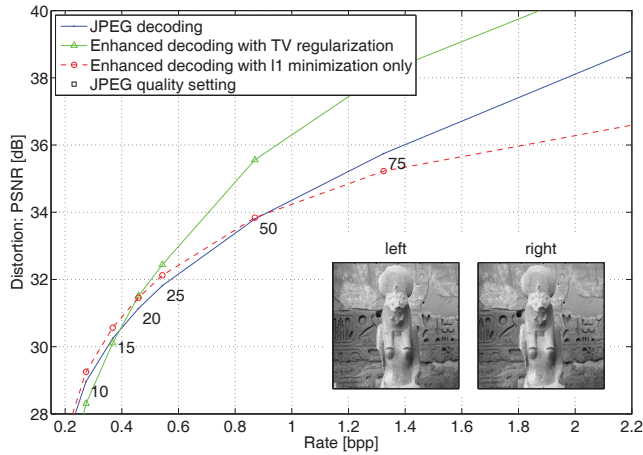 JPEG decoding
Enhanced decoding with TV regularization
Enhanced decoding with l1 minimization only
JPEG quality setting
40
38
36
34
32
30
28
Distortion: PSNR [dB]
75
50
25
20
15
10
left right
0.2 0.4 0.6 0.8 1 1.2 1.4 1.6 1.8 2 2.2
Rate [bpp]